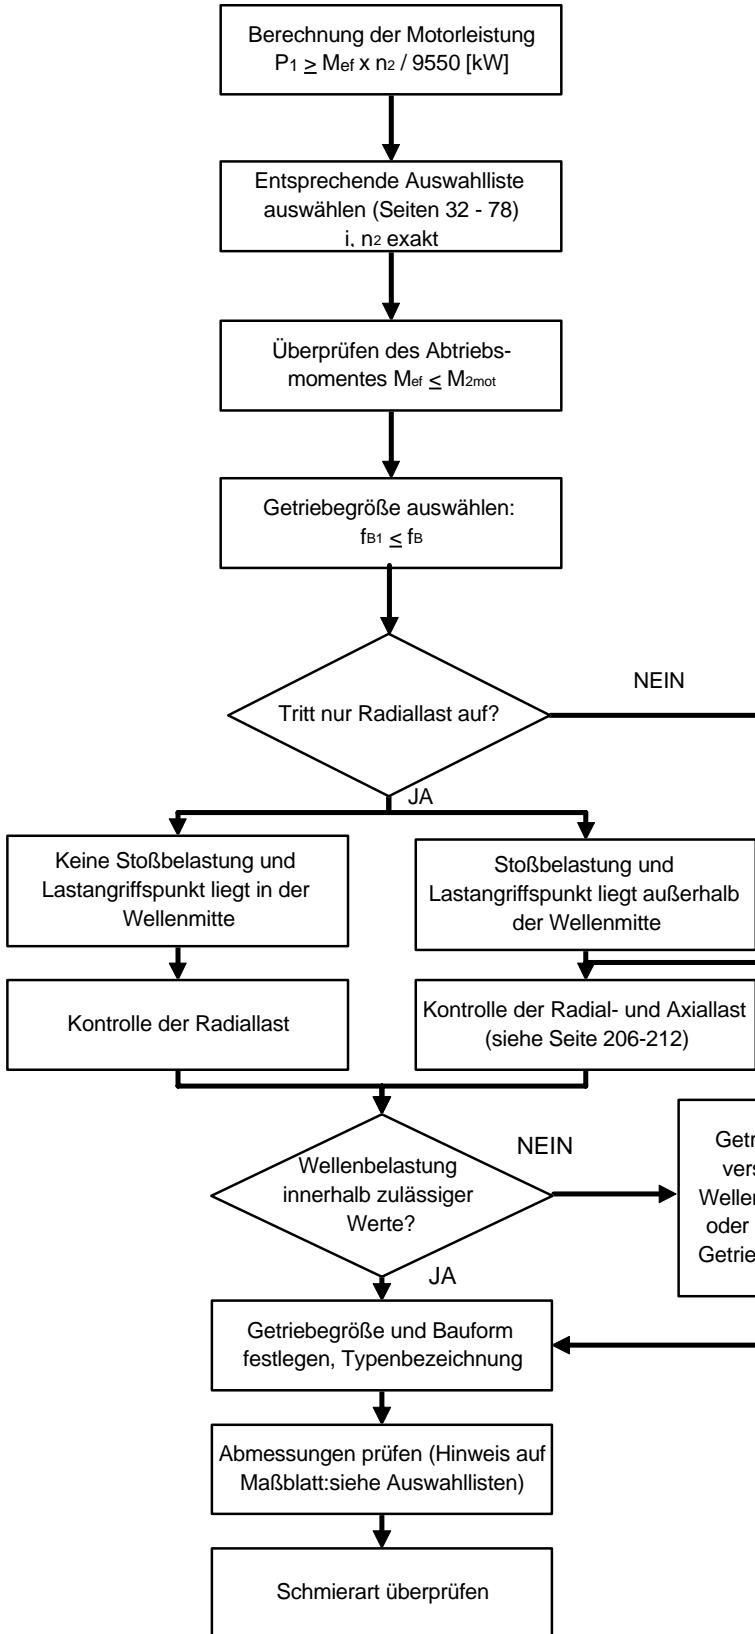 Berechnung der Motorleistung
P1 ≥ Mef x n2 / 9550 [kW]
Entsprechende Auswahlliste
auswählen (Seiten 32 - 78)
i, n2 exakt
Überprüfen des Abtriebs-
momentes Mef ≤ M2mot
Getriebegröße auswählen:
fB1 ≤ fB
Tritt nur Radiallast auf?
NEIN
JA
Keine Stoßbelastung und
Lastangriffspunkt liegt in der
Wellenmitte
Stoßbelastung und
Lastangriffspunkt liegt außerhalb
der Wellenmitte
Kontrolle der Radiallast
Kontrolle der Radial- und Axiallast
(siehe Seite 206-212)
Wellenbelastung
innerhalb zulässiger
Werte?
NEIN
oder
JA
Getriebegröße und Bauform
festlegen, Typenbezeichnung
Abmessungen prüfen (Hinweis auf
Maßblatt:siehe Auswahllisten)
Schmierart überprüfen